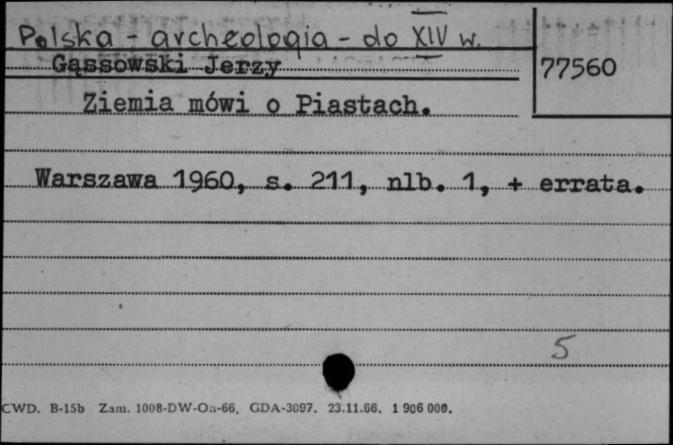 Polska - archeologia - do XIV w.
Gąssowski Jerzy
77560
Ziemia mówi o Piastach.
Warszawa 1960, s. 211, nlb. 1, + errata.
5
CWD. B-15b Zam. 1008-DW-Oa-66. GDA-3097. 23.11.66. 1 906 000.